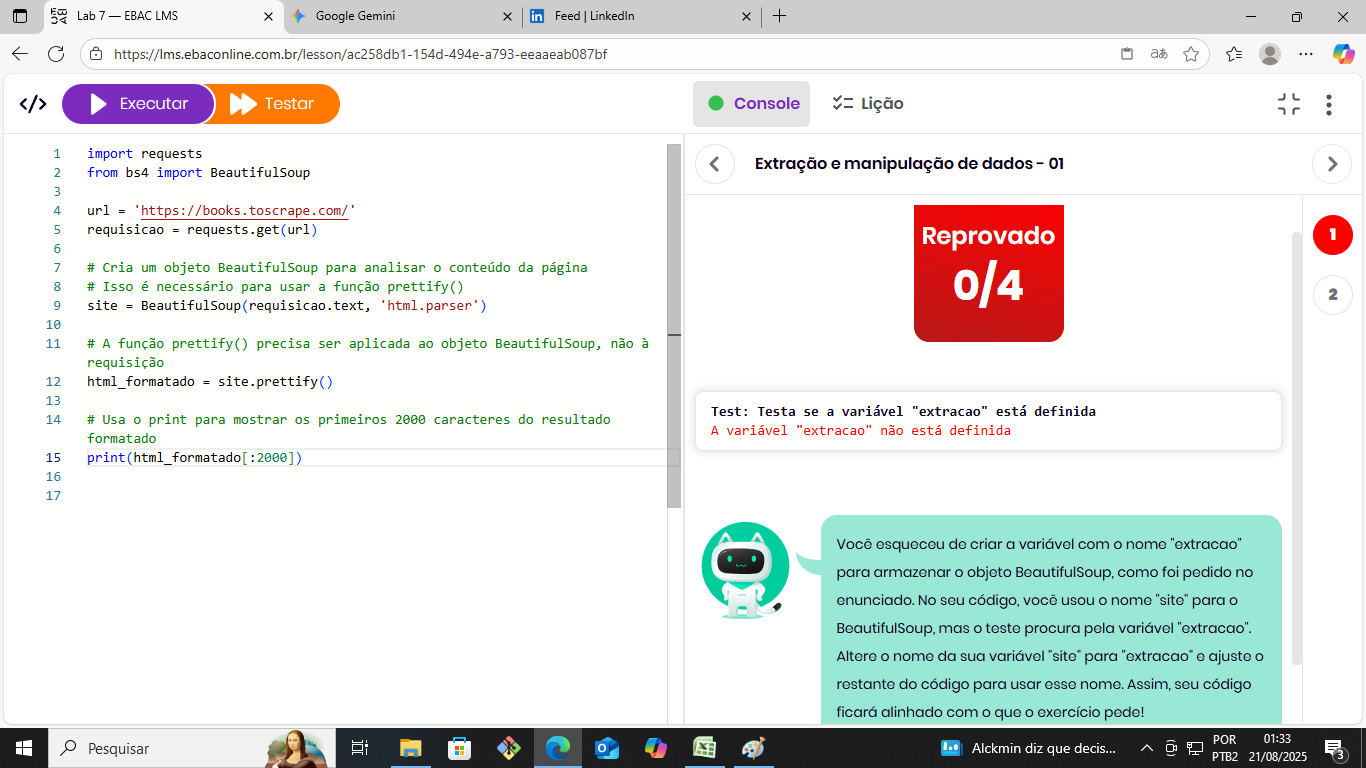 Lab 7 — EBAC LMS
Google Gemini
Feed | LinkedIn
https://lms.ebaconline.com.br/lesson/ac258db1-154d-494e-a793-eeaaeab087bf
Executar
Testar
Console
Lição
1 import requests
2 from bs4 import BeautifulSoup
3
4 url = 'https://books.toscrape.com/'
5 requisicao = requests.get(url)
6
7 # Cria um objeto BeautifulSoup para analisar o conteúdo da página
8 # Isso é necessário para usar a função prettify()
9 site = BeautifulSoup(requisicao.text, 'html.parser')
10
11 # A função prettify() precisa ser aplicada ao objeto BeautifulSoup, não à
requisição
12 html_formatado = site.prettify()
13
14 # Usa o print para mostrar os primeiros 2000 caracteres do resultado
formatado
15 print(html_formatado[:2000])
16
17
Extração e manipulação de dados - 01
Reprovado
0/4
1
2
Test: Testa se a variável "extracao" está definida
A variável "extracao" não está definida
Você esqueceu de criar a variável com o nome "extracao"
para armazenar o objeto BeautifulSoup, como foi pedido no
enunciado. No seu código, você usou o nome "site" para o
BeautifulSoup, mas o teste procura pela variável "extracao".
Altere o nome da sua variável "site" para "extracao" e ajuste o
restante do código para usar esse nome. Assim, seu código
ficará alinhado com o que o exercício pede!
Pesquisar
Alckmin diz que decis...
POR
PTB2
01:33
21/08/2025
3